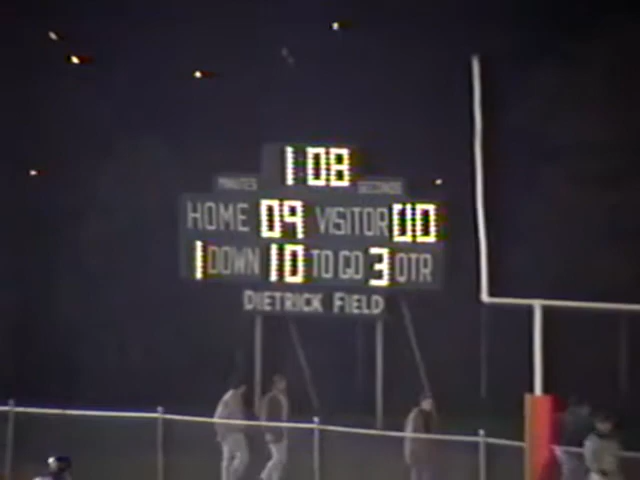 1 08
MINUTES SECONDS
HOME 09 VISITOR 00
1 DOWN 10 TO GO 3 QTR
DIETRICK FIELD